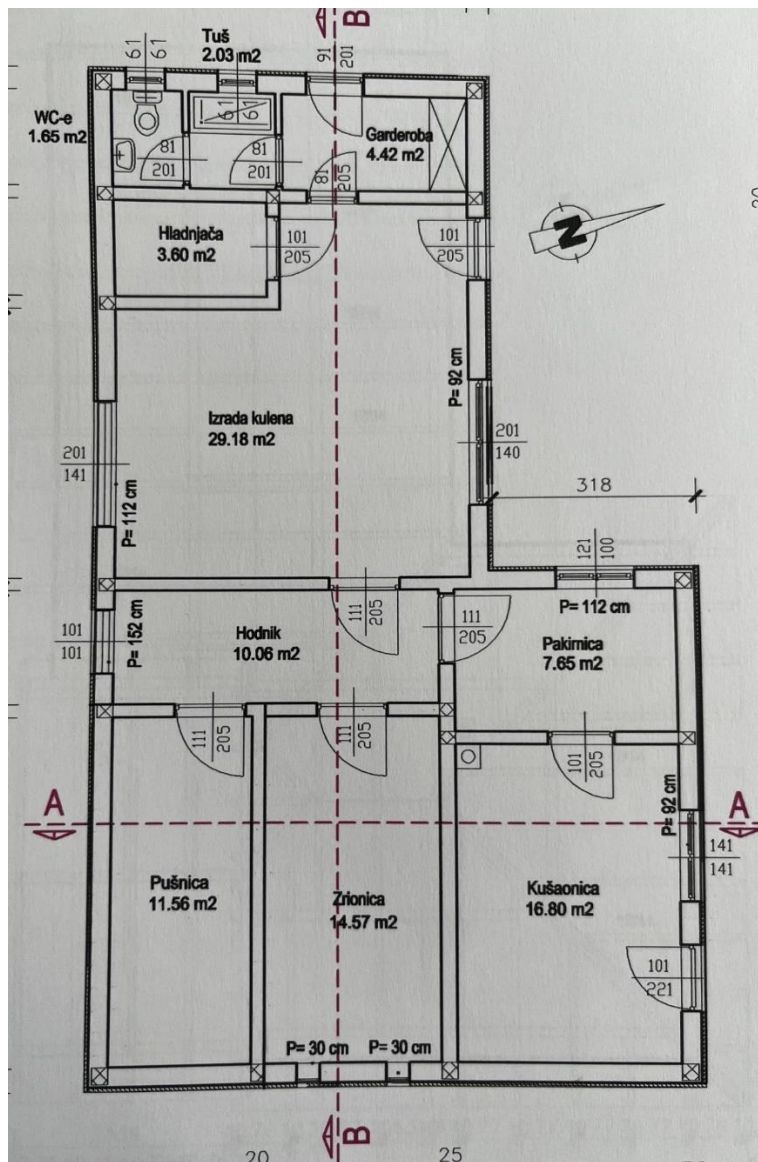 B
Tuš
2.03 m2
61
61
91
201
WC-e
1.65 m2
61
61
Garderoba
4.42 m2
81
201
81
201
81
205
Hladnjača
3.60 m2
101
205
101
205
N
Izrada kulena
29.18 m2
P= 92 cm
201
140
201
141
P= 112 cm
318
121
100
P= 112 cm
101
101
P= 152 cm
Hodnik
10.06 m2
111
205
111
205
Pakirnica
7.65 m2
111
205
111
205
101
205
A
A
P= 92 cm
141
141
Pušnica
11.56 m2
Zrionica
14.57 m2
Kušaonica
16.80 m2
101
221
P= 30 cm
P= 30 cm
B
20
25